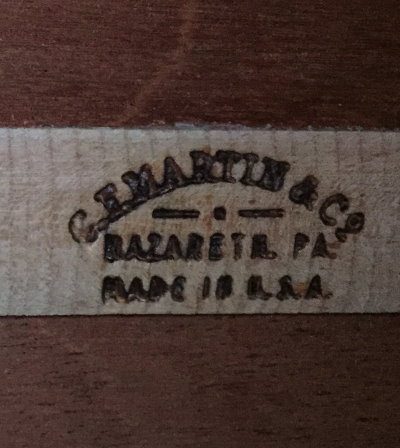 C. F. MARTIN & Co.
— · —
NAZARETH, PA.
MADE IN U.S.A.